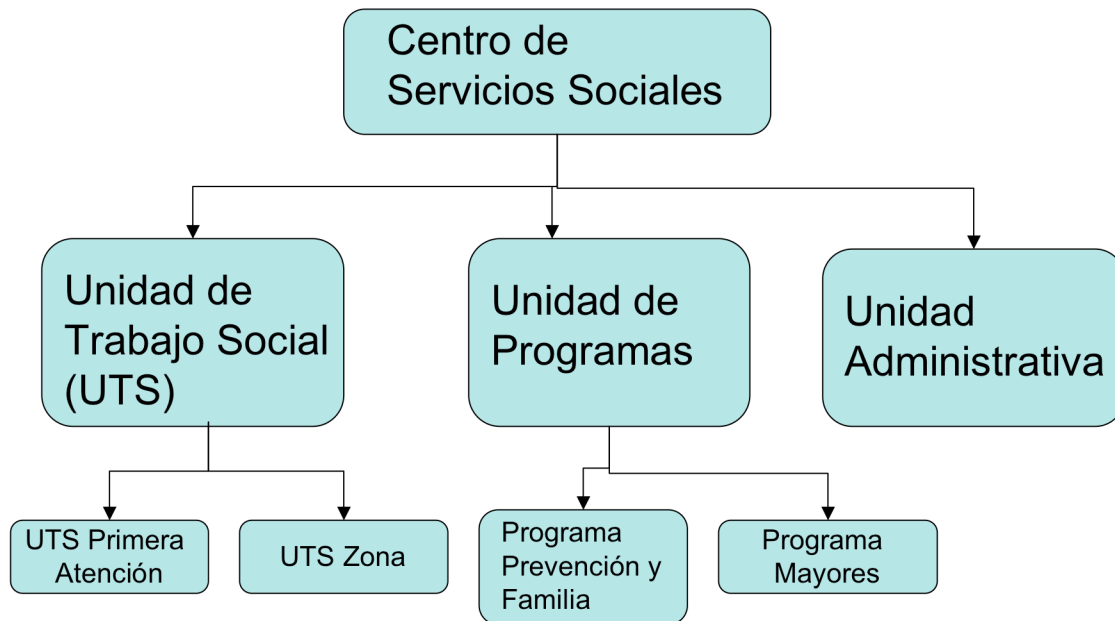 Centro de
Servicios Sociales
Unidad de
Trabajo Social
(UTS)
Unidad de
Programas
Unidad
Administrativa
UTS Primera
Atención
UTS Zona
Programa
Prevención y
Familia
Programa
Mayores